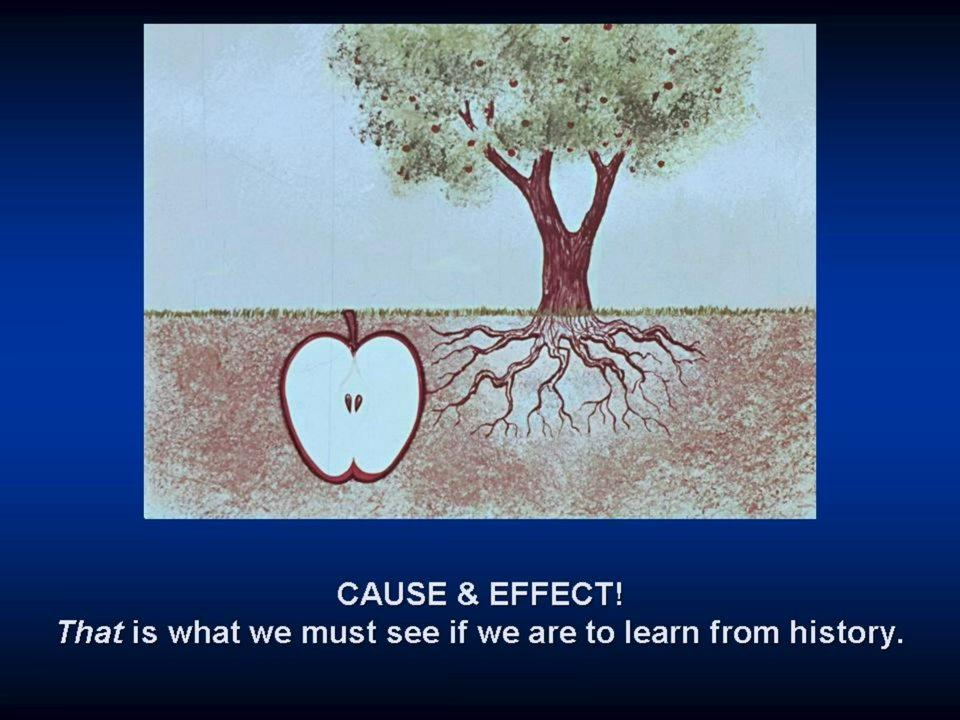 CAUSE & EFFECT!
That is what we must see if we are to learn from history.